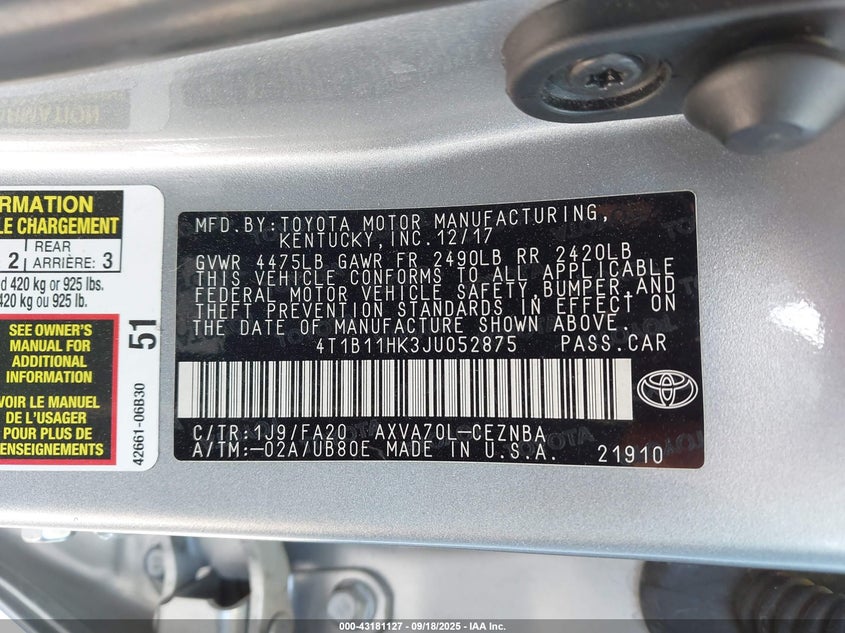 RMATION
LE CHARGEMENT
2 REAR
ARRIÈRE: 3
d 420 kg or 925 lbs.
420 kg ou 925 lb.
SEE OWNER'S
MANUAL FOR
ADDITIONAL
INFORMATION
VOIR LE MANUEL
DE L'USAGER
POUR PLUS DE
ENSEIGNEMENTS
51
42661-06B30
MFD.BY:TOYOTA MOTOR MANUFACTURING,
KENTUCKY,INC.12/17
GVWR 4475LB GAWR FR 2490LB RR 2420LB
THIS VEHICLE CONFORMS TO ALL APPLICABLE
FEDERAL MOTOR VEHICLE SAFETY,BUMPER,AND
THEFT PREVENTION STANDARDS IN EFFECT ON
THE DATE OF MANUFACTURE SHOWN ABOVE.
4T1B11HK3JU052875 PASS.CAR
C/TR:1J9/FA20 AXVA70L-CEZNBA
A/TM:-02A/UB80E MADE IN U.S.A. 21910
000-43181127 - 09/18/2025 - IAA Inc.